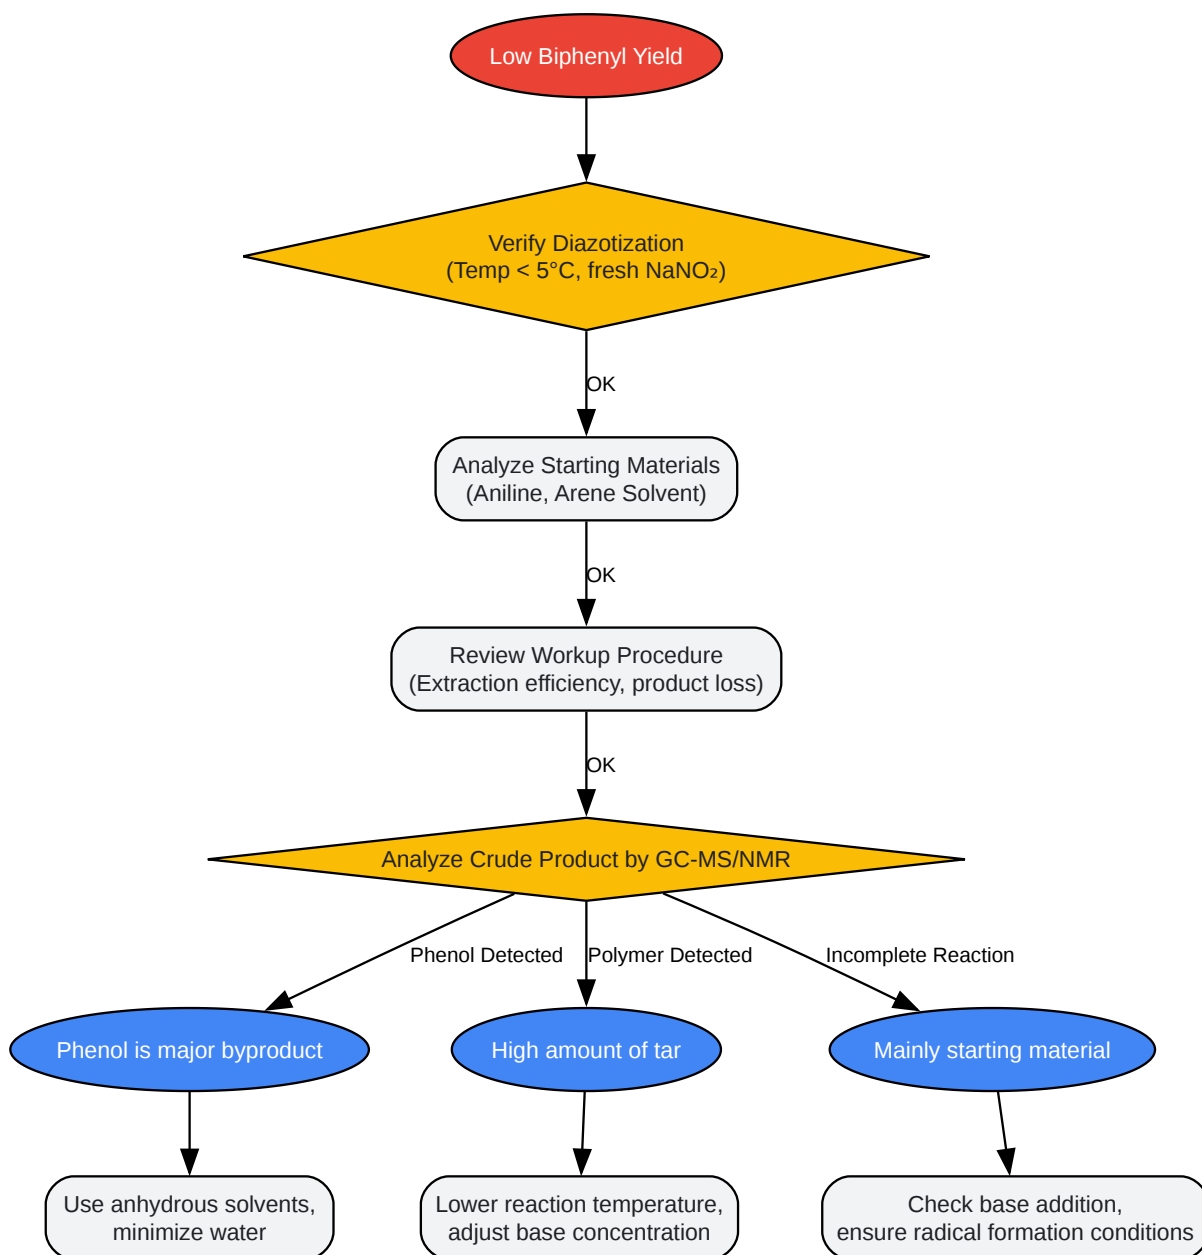 Low Biphenyl Yield
Verify Diazotization
(Temp < 5°C, fresh NaNO₂)
OK
Analyze Starting Materials
(Aniline, Arene Solvent)
OK
Review Workup Procedure
(Extraction efficiency, product loss)
OK
Analyze Crude Product by GC-MS/NMR
Phenol Detected
Polymer Detected
Incomplete Reaction
Phenol is major byproduct
High amount of tar
Mainly starting material
Use anhydrous solvents,
minimize water
Lower reaction temperature,
adjust base concentration
Check base addition,
ensure radical formation conditions